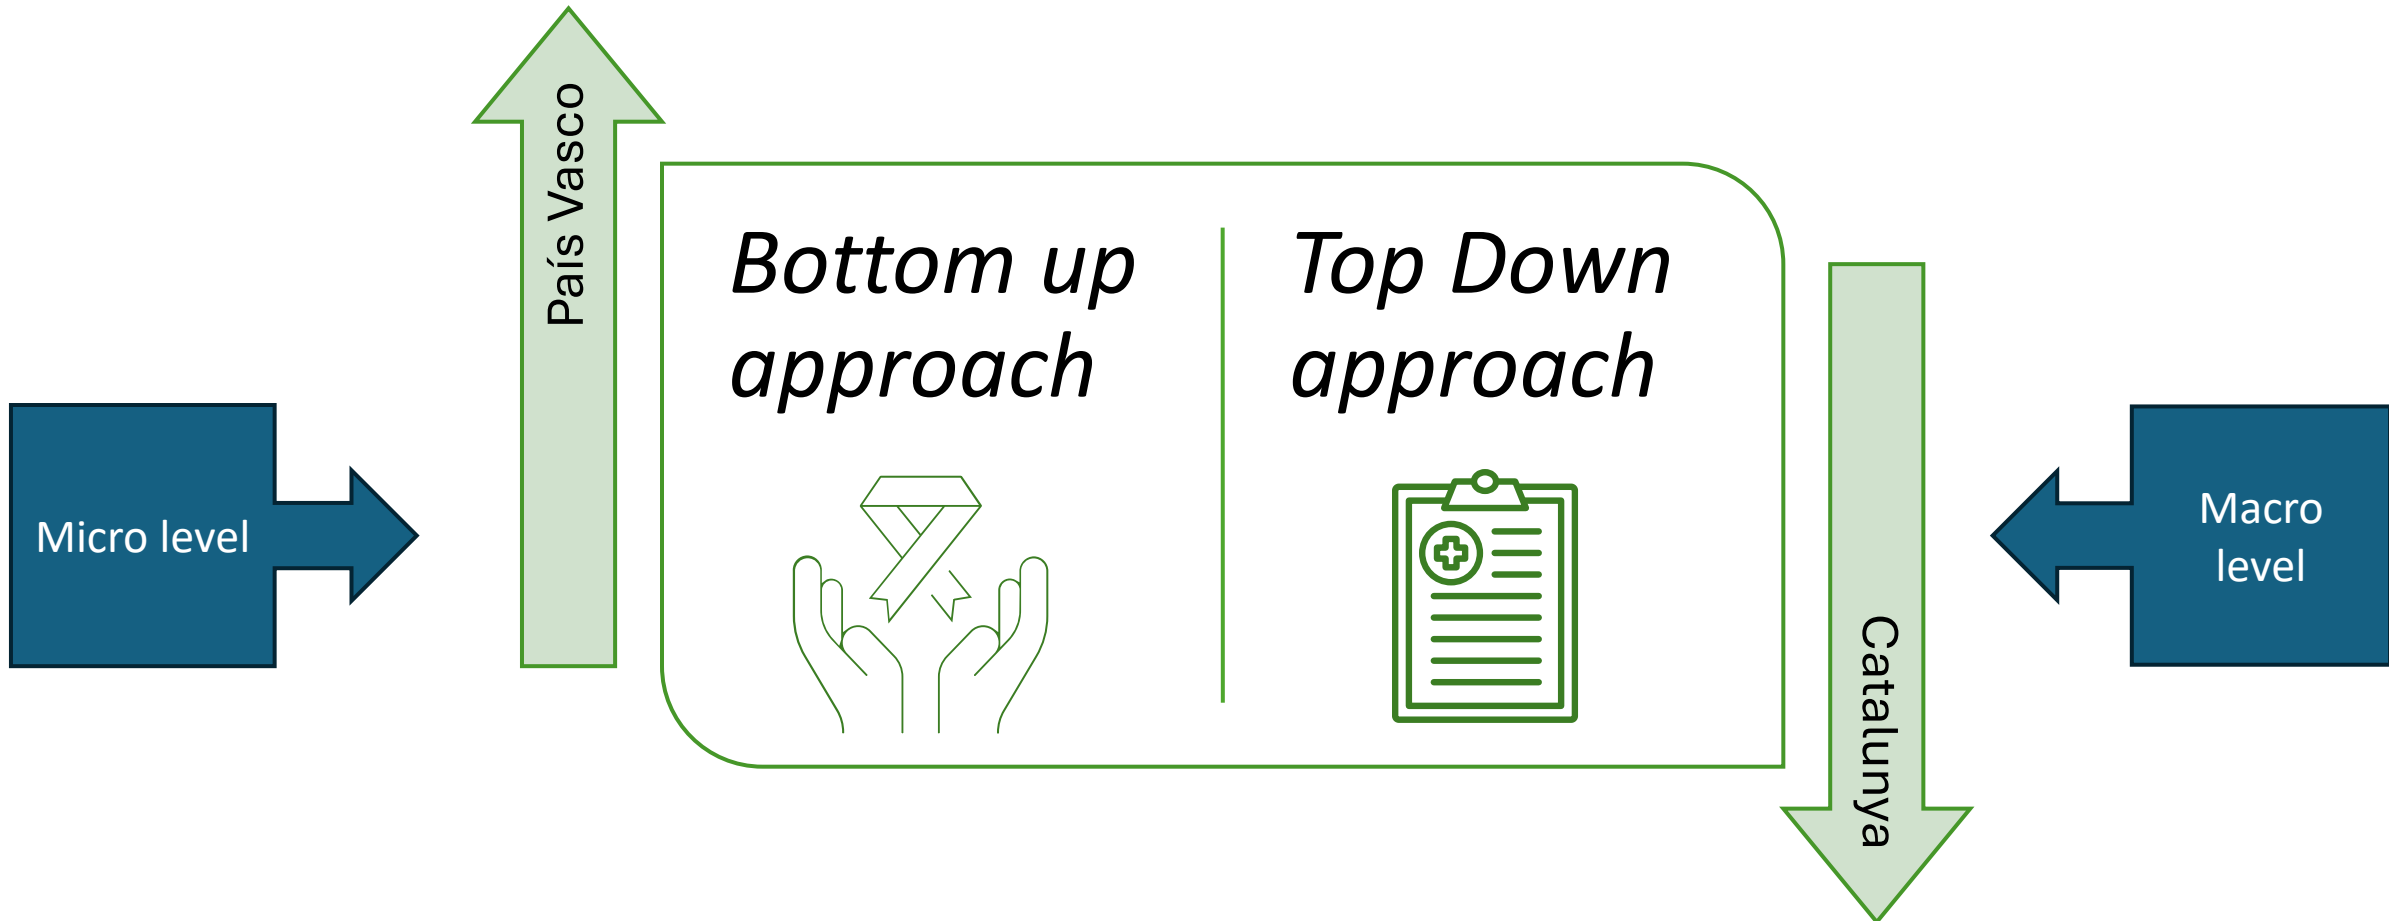 Micro level
País Vasco
Bottom up
approach
Top Down
approach
Catalunya
Macro
level